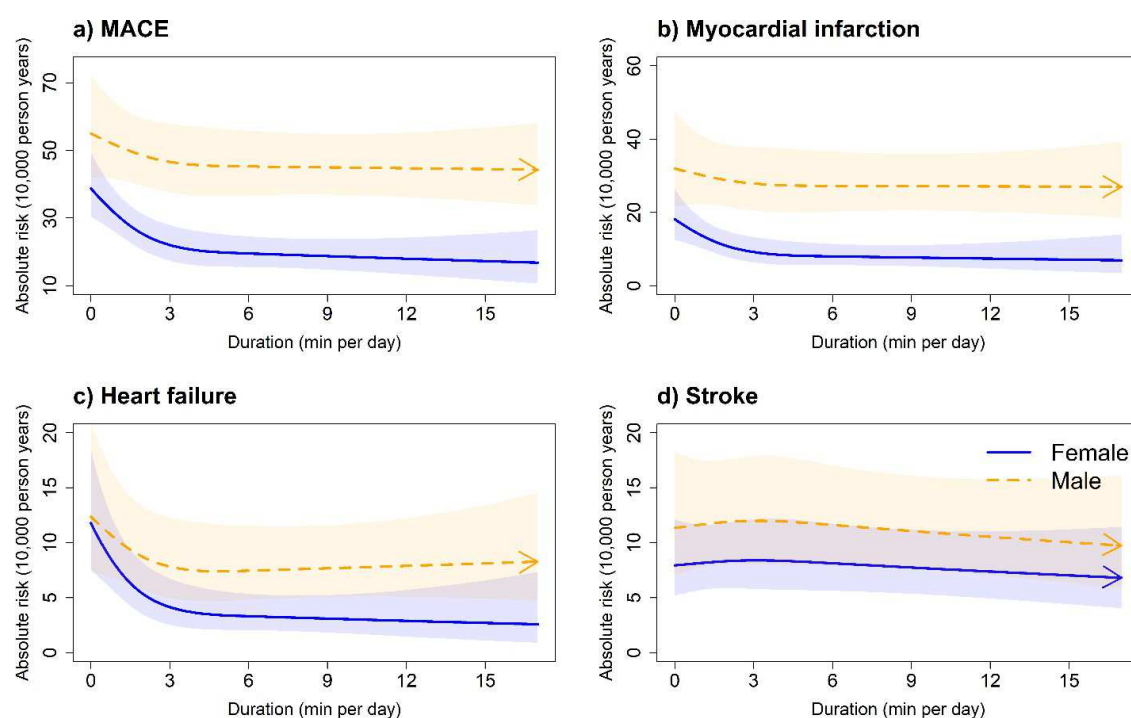 a) MACE
Absolute risk (10,000 person years)
70
50
30
10
0 3 6 9 12 15
Duration (min per day)
b) Myocardial infarction
Absolute risk (10,000 person years)
60
40
20
0
0 3 6 9 12 15
Duration (min per day)
c) Heart failure
Absolute risk (10,000 person years)
20
15
10
5
0
0 3 6 9 12 15
Duration (min per day)
d) Stroke
Absolute risk (10,000 person years)
20
15
10
5
0
Female
Male
0 3 6 9 12 15
Duration (min per day)